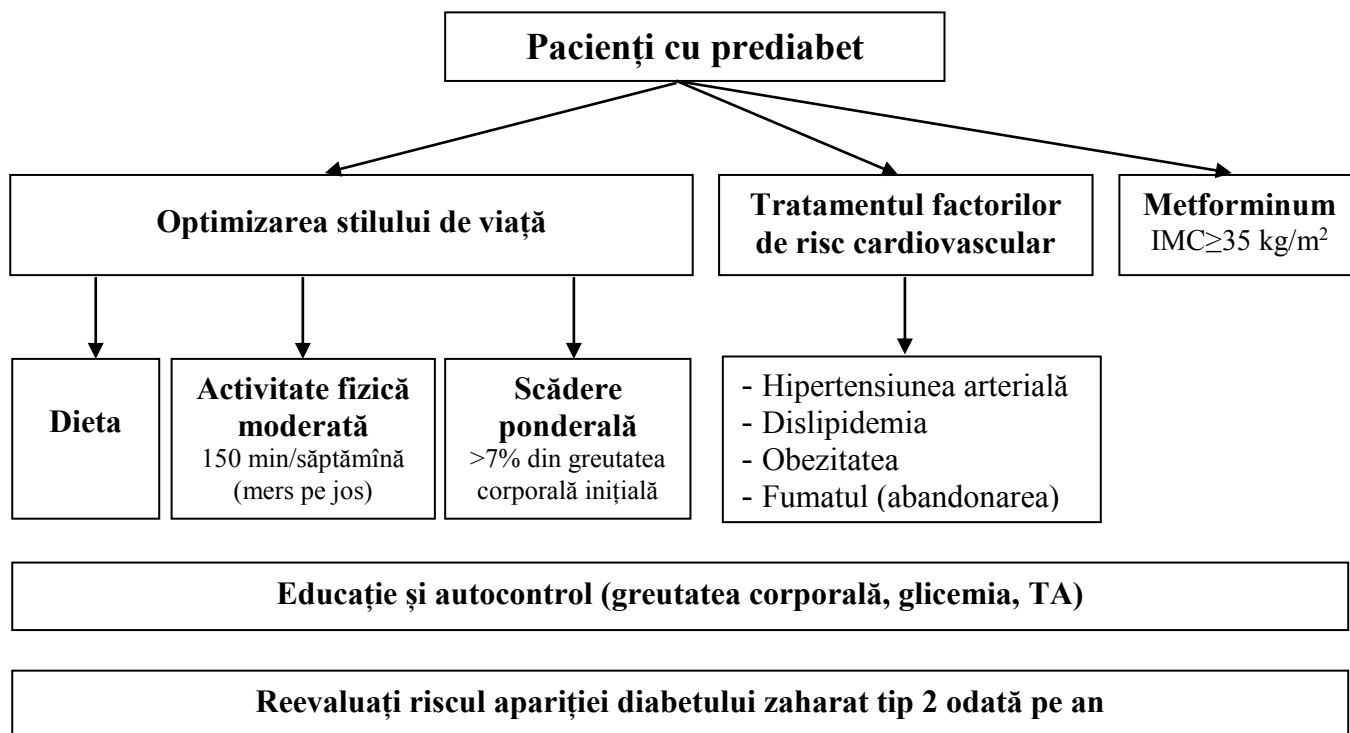 Pacienți cu prediabet
Optimizarea stilului de viață
Tratamentul factorilor
de risc cardiovascular
Metforminum
IMC≥35 kg/m²
Dieta
Activitate fizică
moderată
150 min/săptămînă
(mers pe jos)
Scădere
ponderală
>7% din greutatea
corporală inițială
- Hipertensiunea arterială
- Dislipidemia
- Obezitatea
- Fumatul (abandonarea)
Educație și autocontrol (greutatea corporală, glicemia, TA)
Reevaluați riscul apariției diabetului zaharat tip 2 odată pe an